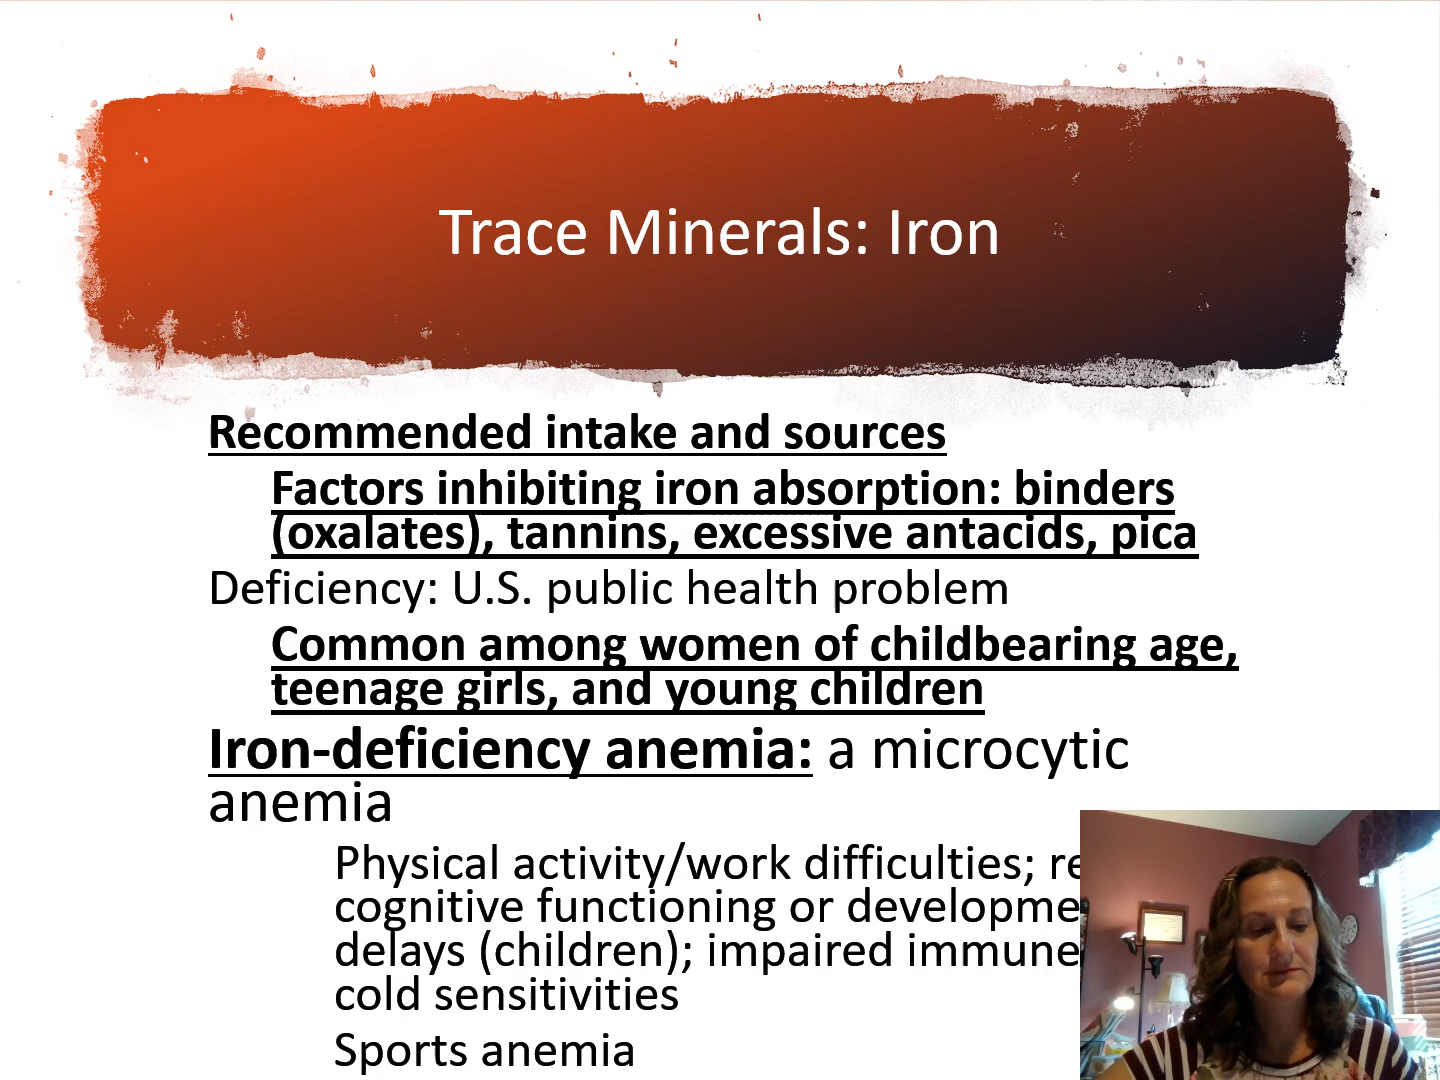 Trace Minerals: Iron
Recommended intake and sources
Factors inhibiting iron absorption: binders
(oxalates), tannins, excessive antacids, pica
Deficiency: U.S. public health problem
Common among women of childbearing age,
teenage girls, and young children
Iron-deficiency anemia: a microcytic
anemia
Physical activity/work difficulties;
cognitive functioning or
delays (children); impaired immune
cold sensitivities
Sports anemia